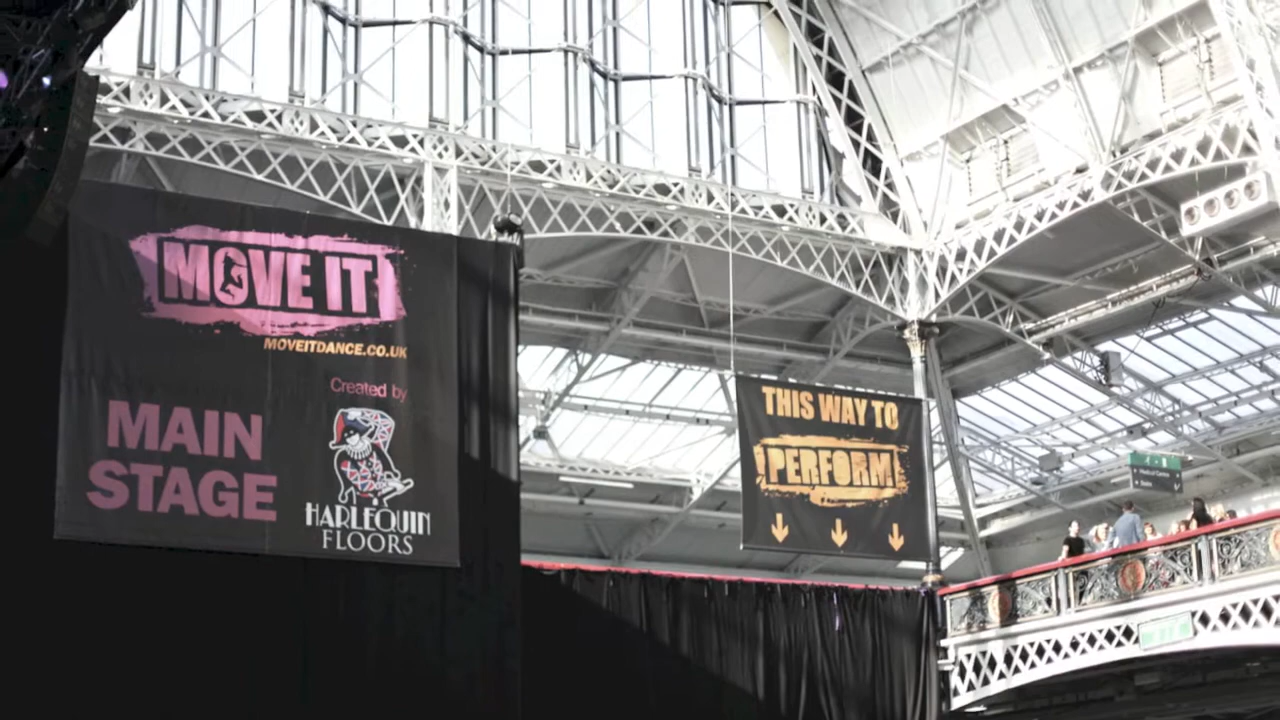 MOVE IT
MOVEITDANCE.CO.UK
Created by
MAIN
STAGE
HARLEQUIN
FLOORS
THIS WAY TO
!PERFORM!